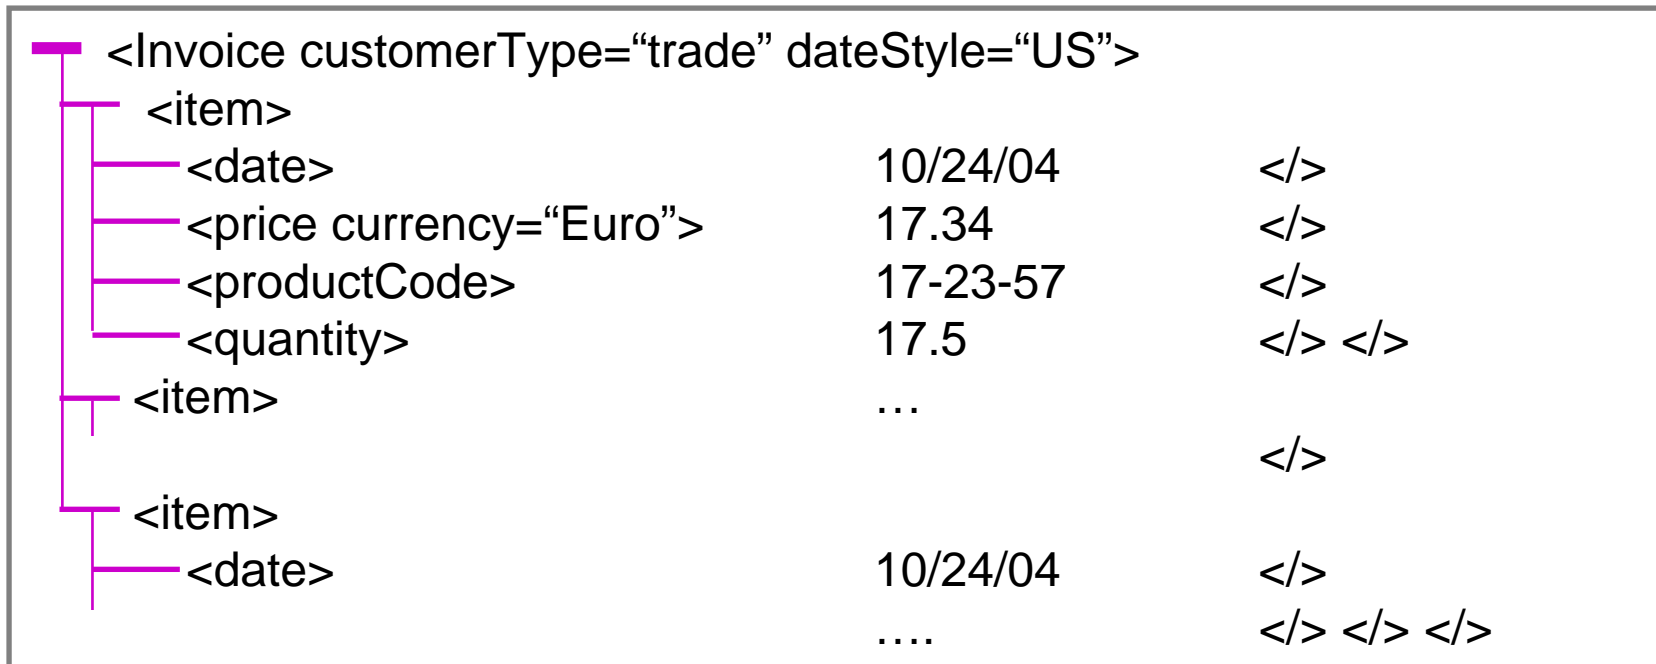 <Invoice customerType=“trade” dateStyle=“US”>
<item>
<date> 10/24/04 </>
<price currency=“Euro”> 17.34 </>
<productCode> 17-23-57 </>
<quantity> 17.5 </> </>
<item> …
</>
<item>
<date> 10/24/04 </>
…. </> </> </>